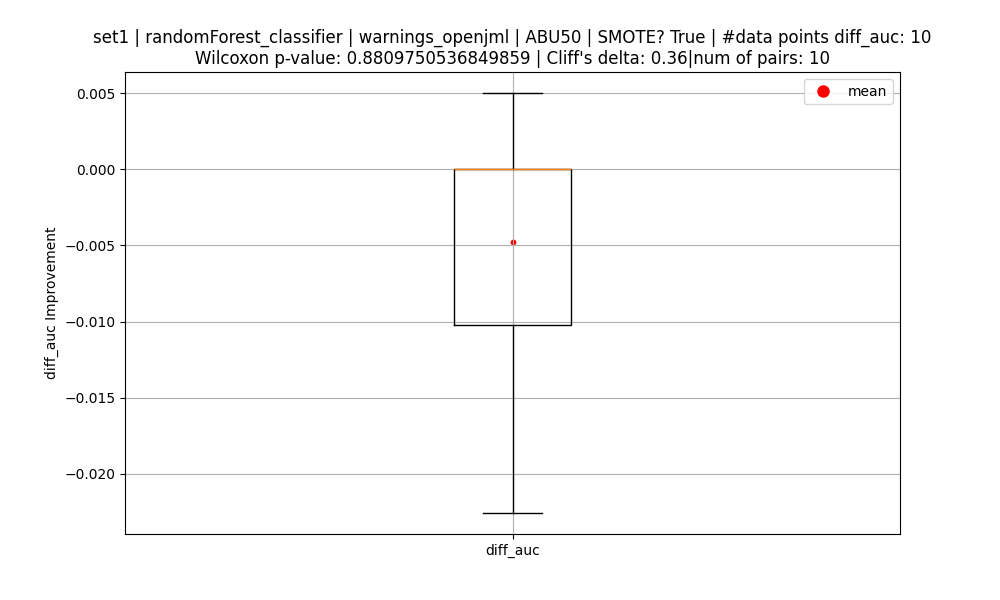 set1 | randomForest_classifier | warnings_openjml | ABU50 | SMOTE? True | #data points diff_auc: 10
Wilcoxon p-value: 0.8809750536849859 | Cliff's delta: 0.36|num of pairs: 10
mean
0.005
0.000
−0.005
−0.010
−0.015
−0.020
diff_auc Improvement
diff_auc